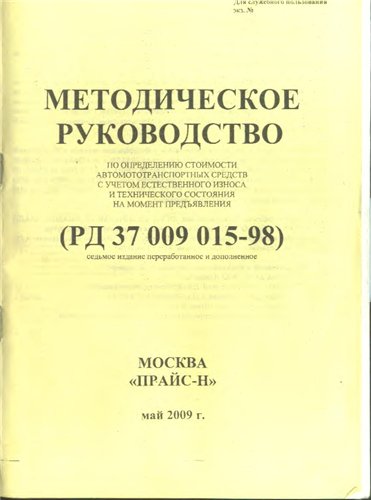 Для служебного пользования
экз. №
МЕТОДИЧЕСКОЕ
РУКОВОДСТВО
ПО ОПРЕДЕЛЕНИЮ СТОИМОСТИ
АВТОМОТОТРАНСПОРТНЫХ СРЕДСТВ
С УЧЕТОМ ЕСТЕСТВЕННОГО ИЗНОСА
И ТЕХНИЧЕСКОГО СОСТОЯНИЯ
НА МОМЕНТ ПРЕДЪЯВЛЕНИЯ
(РД 37 009 015-98)
седьмое издание переработанное и дополненное
МОСКВА
«ПРАЙС-Н»
май 2009 г.